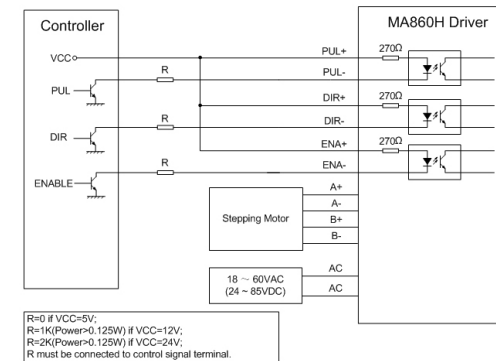 Controller
MA860H Driver
VCC
PUL
DIR
ENABLE
R
R
R
PUL+
PUL-
DIR+
DIR-
ENA+
ENA-
270Ω
270Ω
270Ω
Stepping Motor
A+
A-
B+
B-
18 ~ 60VAC
(24 ~ 85VDC)
AC
AC
R=0 if VCC=5V;
R=1K(Power>0.125W) if VCC=12V;
R=2K(Power>0.125W) if VCC=24V;
R must be connected to control signal terminal.